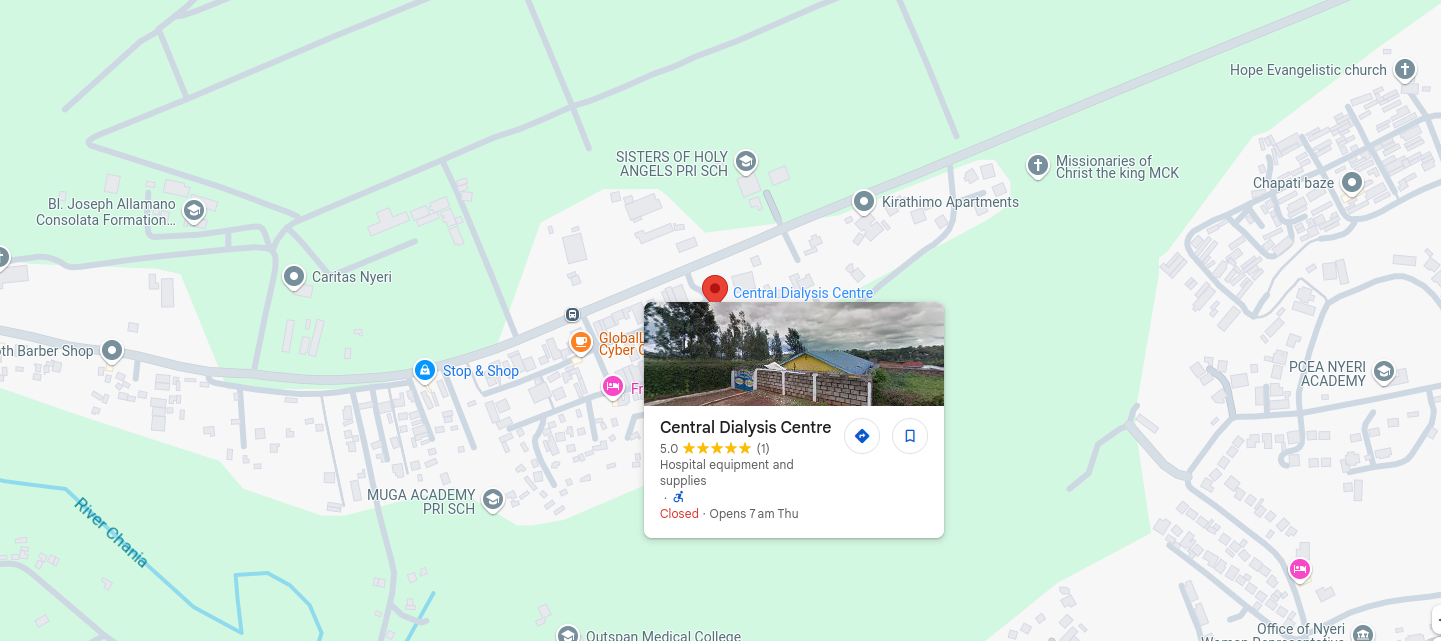 Hope Evangelistic church
SISTERS OF HOLY
ANGELS PRI SCH
Missionaries of
Christ the king MCK
Chapati baze
Bl. Joseph Allamano
Consolata Formation...
Kirathimo Apartments
Caritas Nyeri
Central Dialysis Centre
GlobalL
Cyber C
th Barber Shop
Stop & Shop
PCEA NYERI
ACADEMY
Fr
Central Dialysis Centre
5.0 (1)
Hospital equipment and
supplies
·
Closed · Opens 7 am Thu
MUGA ACADEMY
PRI SCH
River Chania
Outspan Medical College
Office of Nyeri
Women Representative